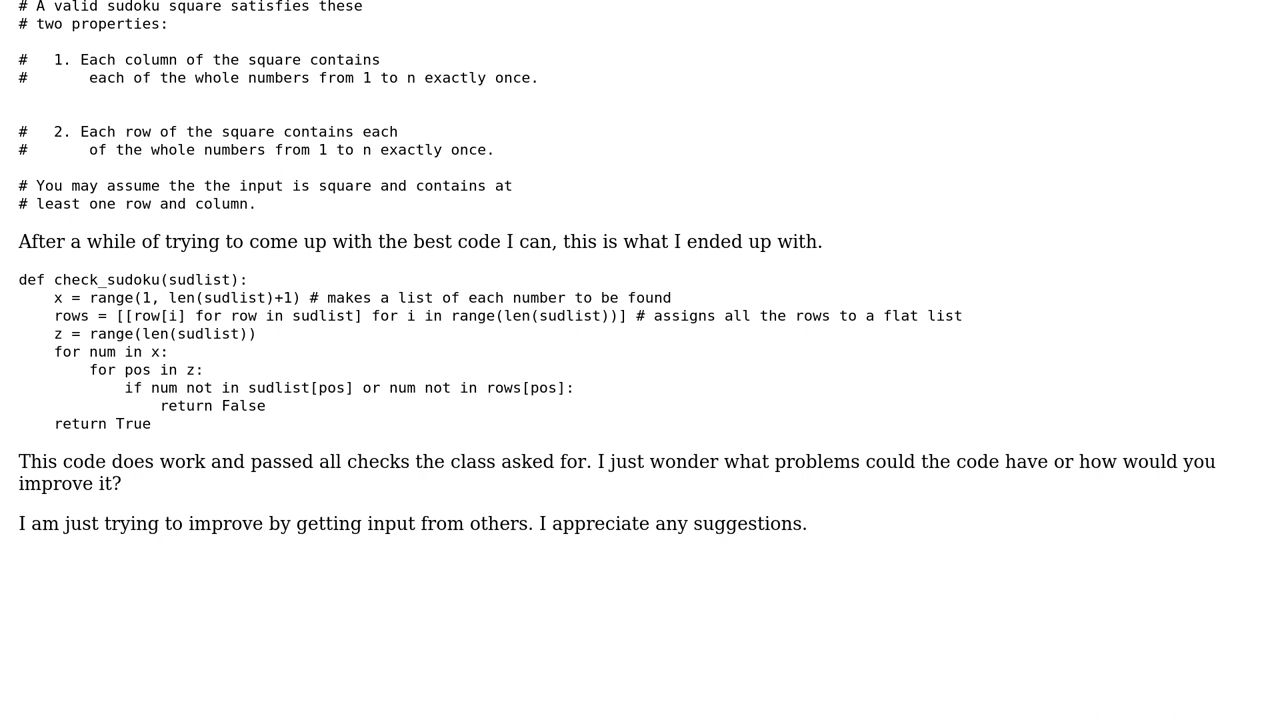 # A valid sudoku square satisfies these
# two properties:
#   1. Each column of the square contains
#       each of the whole numbers from 1 to n exactly once.
#   2. Each row of the square contains each
#       of the whole numbers from 1 to n exactly once.
# You may assume the the input is square and contains at
# least one row and column.
After a while of trying to come up with the best code I can, this is what I ended up with.
def check_sudoku(sudlist):
    x = range(1, len(sudlist)+1) # makes a list of each number to be found
    rows = [[row[i] for row in sudlist] for i in range(len(sudlist))] # assigns all the rows to a flat list
    z = range(len(sudlist))
    for num in x:
        for pos in z:
            if num not in sudlist[pos] or num not in rows[pos]:
                return False
    return True
This code does work and passed all checks the class asked for. I just wonder what problems could the code have or how would you
improve it?
I am just trying to improve by getting input from others. I appreciate any suggestions.